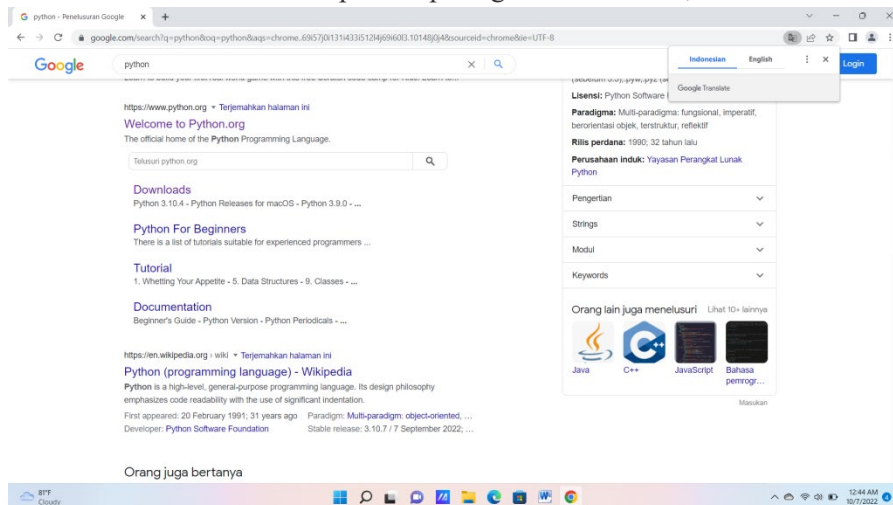 python - Penelusuran Google
google.com/search?q=python&oq=python&aqs=chrome..69i57j0i131i433i512l4j69i60l3.10148j0j4&sourceid=chrome&ie=UTF-8
Google
python
Indonesian English
Google Translate
Login
https://www.python.org Terjemahkan halaman ini
Welcome to Python.org
The official home of the Python Programming Language.
Telusuri python.org
Downloads
Python 3.10.4 - Python Releases for macOS - Python 3.9.0 - ...
Python For Beginners
There is a list of tutorials suitable for experienced programmers ...
Tutorial
1. Whetting Your Appetite - 5. Data Structures - 9. Classes - ...
Documentation
Beginner's Guide - Python Version - Python Periodicals - ...
https://en.wikipedia.org › wiki Terjemahkan halaman ini
Python (programming language) - Wikipedia
Python is a high-level, general-purpose programming language. Its design philosophy
emphasizes code readability with the use of significant indentation.
First appeared: 20 February 1991; 31 years ago Paradigm: Multi-paradigm: object-oriented, ...
Developer: Python Software Foundation Stable release: 3.10.7 / 7 September 2022; ...
Orang juga bertanya
Lisensi: Python Software
Paradigma: Multi-paradigma: fungsional, imperatif,
berorientasi objek, terstruktur, reflektif
Rilis perdana: 1990; 32 tahun lalu
Perusahaan induk: Yayasan Perangkat Lunak
Python
Pengertian
Strings
Modul
Keywords
Orang lain juga menelusuri Lihat 10+ lainnya
Java C++ JavaScript Bahasa
pemrogr...
Masukan
81°F
Cloudy
12:44 AM
10/7/2022